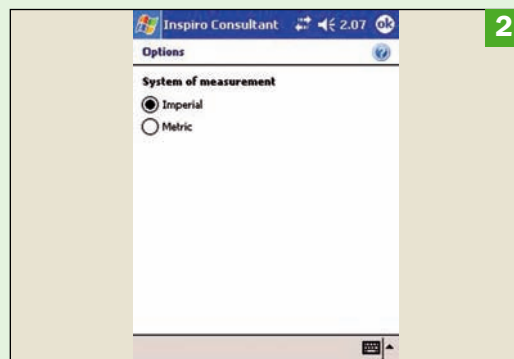 Inspiro Consultant 2.07 ok
2
Options
System of measurement
Imperial
Metric